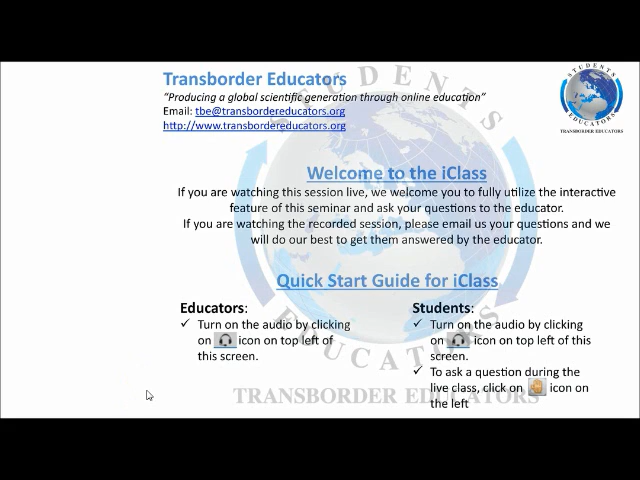 Transborder Educators
“Producing a global scientific generation through online education”
Email: tbe@transbordereducators.org
http://www.transbordereducators.org
STUDENTS
EDUCATORS
TRANSBORDER EDUCATORS
Welcome to the iClass
If you are watching this session live, we welcome you to fully utilize the interactive
feature of this seminar and ask your questions to the educator.
If you are watching the recorded session, please email us your questions and we
will do our best to get them answered by the educator.
Quick Start Guide for iClass
Educators:
✓ Turn on the audio by clicking
on icon on top left of
this screen.
Students:
✓ Turn on the audio by clicking
on icon on top left of this
screen.
✓ To ask a question during the
live class, click on icon on
the left
STUDENTS
EDUCATORS
TRANSBORDER EDUCATORS